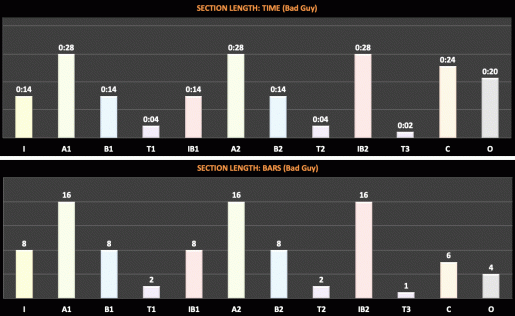 SECTION LENGTH: TIME (Bad Guy)
0:14 0:28 0:14 0:04 0:14 0:28 0:14 0:04 0:28 0:02 0:24 0:20
I A1 B1 T1 IB1 A2 B2 T2 IB2 T3 C O
SECTION LENGTH: BARS (Bad Guy)
8 16 8 2 8 16 8 2 16 1 6 4
I A1 B1 T1 IB1 A2 B2 T2 IB2 T3 C O